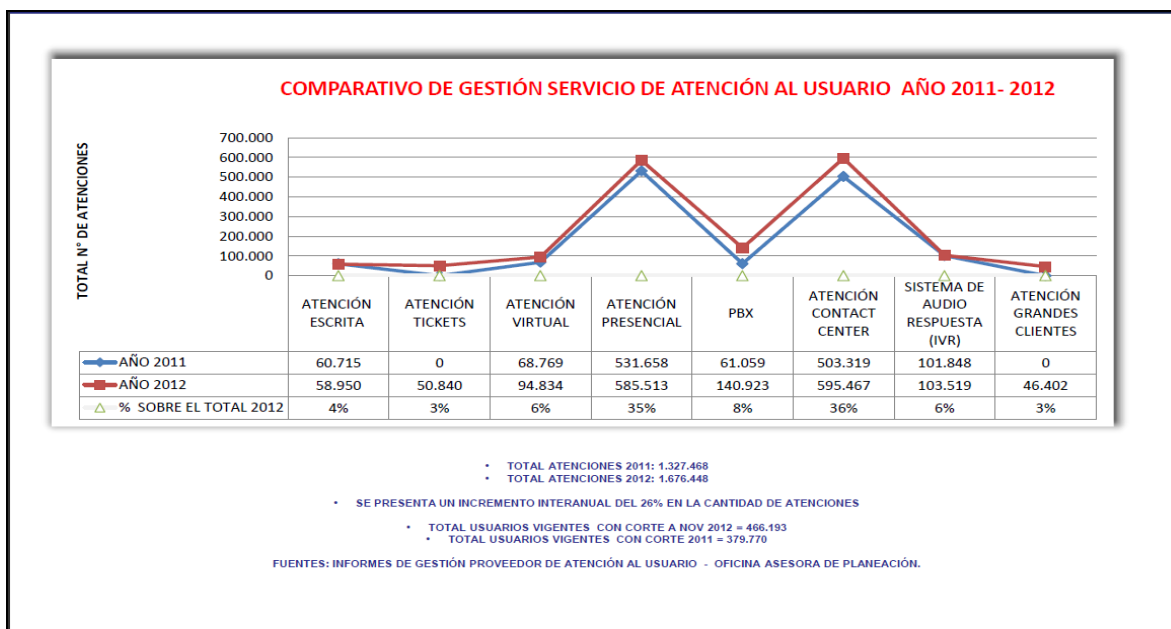 COMPARATIVO DE GESTIÓN SERVICIO DE ATENCIÓN AL USUARIO AÑO 2011- 2012
TOTAL N° DE ATENCIONES
700.000
600.000
500.000
400.000
300.000
200.000
100.000
0
ATENCIÓN ESCRITA
ATENCIÓN TICKETS
ATENCIÓN VIRTUAL
ATENCIÓN PRESENCIAL
PBX
ATENCIÓN CONTACT CENTER
SISTEMA DE AUDIO RESPUESTA (IVR)
ATENCIÓN GRANDES CLIENTES
AÑO 2011 60.715 0 68.769 531.658 61.059 503.319 101.848 0
AÑO 2012 58.950 50.840 94.834 585.513 140.923 595.467 103.519 46.402
% SOBRE EL TOTAL 2012 4% 3% 6% 35% 8% 36% 6% 3%
• TOTAL ATENCIONES 2011: 1.327.468
• TOTAL ATENCIONES 2012: 1.676.448
• SE PRESENTA UN INCREMENTO INTERANUAL DEL 26% EN LA CANTIDAD DE ATENCIONES
• TOTAL USUARIOS VIGENTES CON CORTE A NOV 2012 = 466.193
• TOTAL USUARIOS VIGENTES CON CORTE 2011 = 379.770
FUENTES: INFORMES DE GESTIÓN PROVEEDOR DE ATENCIÓN AL USUARIO - OFICINA ASESORA DE PLANEACIÓN.